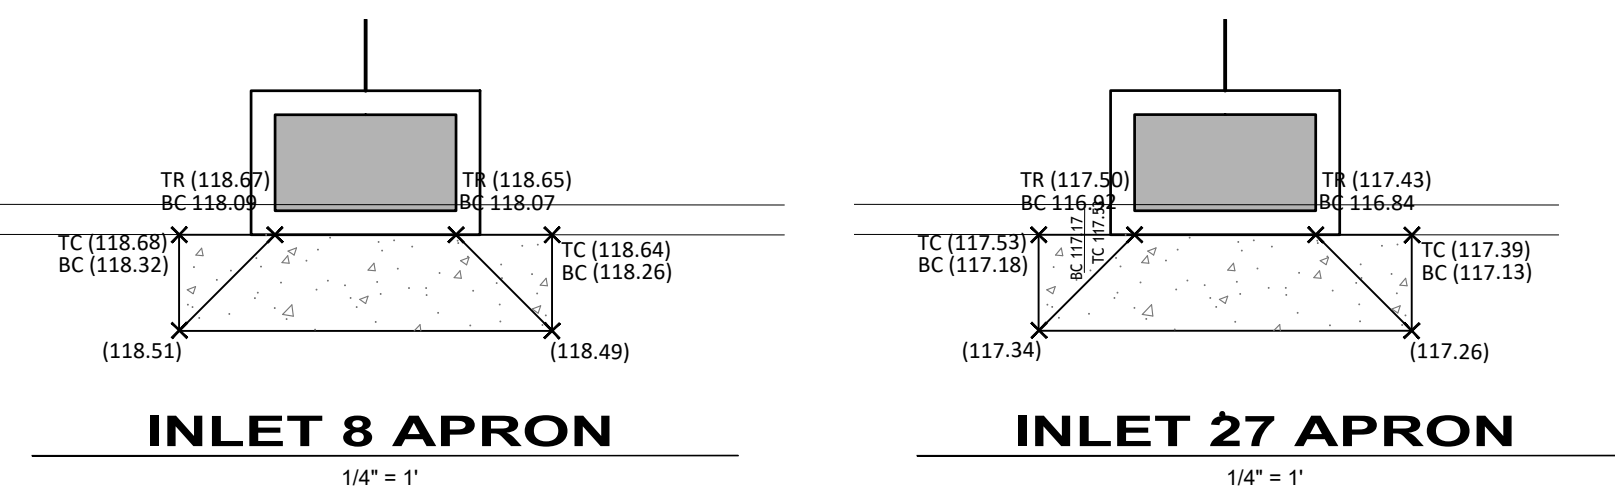 TR (118.67)
BC 118.09
TR (118.65)
BC 118.07
TC (118.68)
BC (118.32)
TC (118.64)
BC (118.26)
(118.51)
(118.49)
INLET 8 APRON
1/4" = 1'
TR (117.50)
BC 116.92
TR (117.43)
BC 116.84
TC (117.53)
BC (117.18)
BC 117.17
TC (117.39)
BC (117.13)
(117.34)
(117.26)
INLET 27 APRON
1/4" = 1'